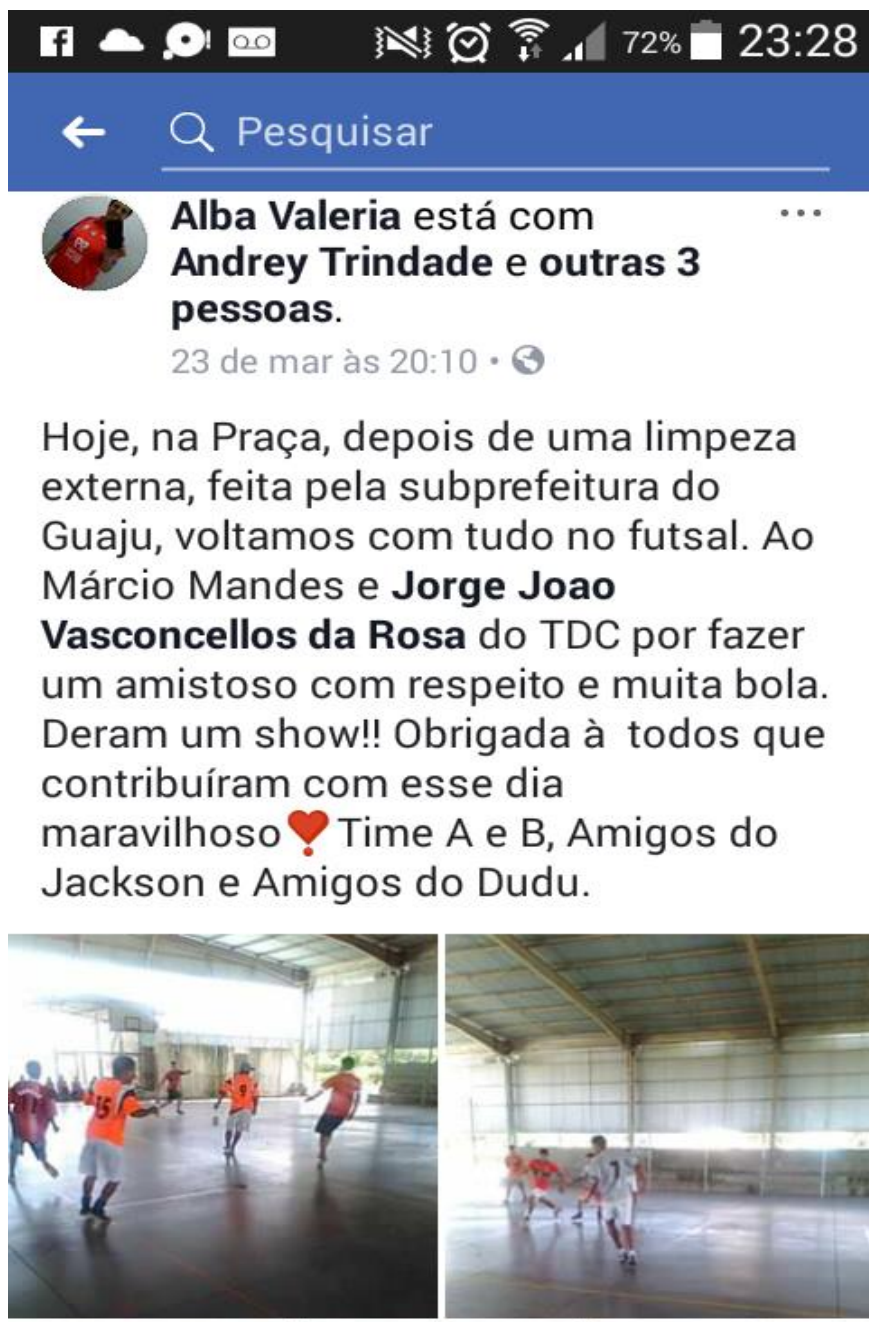 72% 23:28
Pesquisar
Alba Valeria está com
Andrey Trindade e outras 3
pessoas.
23 de mar às 20:10
Hoje, na Praça, depois de uma limpeza
externa, feita pela subprefeitura do
Guaju, voltamos com tudo no futsal. Ao
Márcio Mandes e Jorge Joao
Vasconcellos da Rosa do TDC por fazer
um amistoso com respeito e muita bola.
Deram um show!! Obrigada à todos que
contribuíram com esse dia
maravilhoso❣Time A e B, Amigos do
Jackson e Amigos do Dudu.
15
9
7